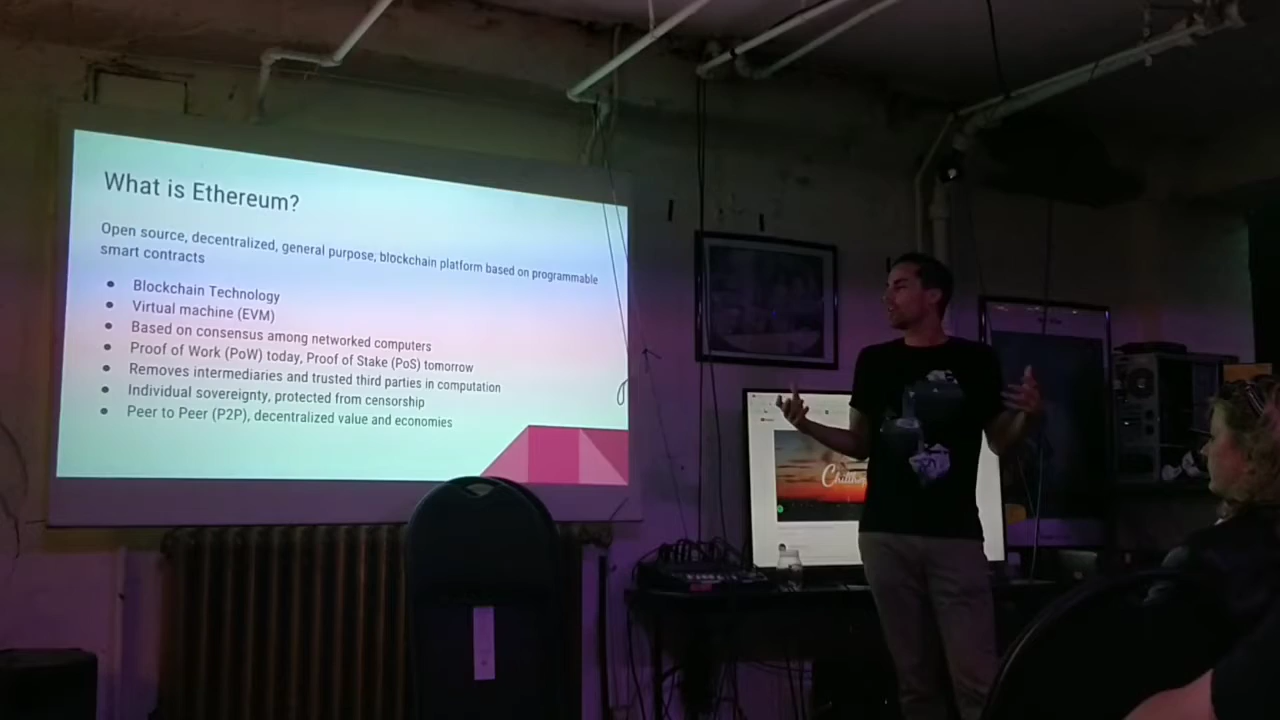 What is Ethereum?
Open source, decentralized, general purpose, blockchain platform based on programmable
smart contracts
● Blockchain Technology
● Virtual machine (EVM)
● Based on consensus among networked computers
● Proof of Work (PoW) today, Proof of Stake (PoS) tomorrow
● Removes intermediaries and trusted third parties in computation
● Individual sovereignty, protected from censorship
● Peer to Peer (P2P), decentralized value and economies